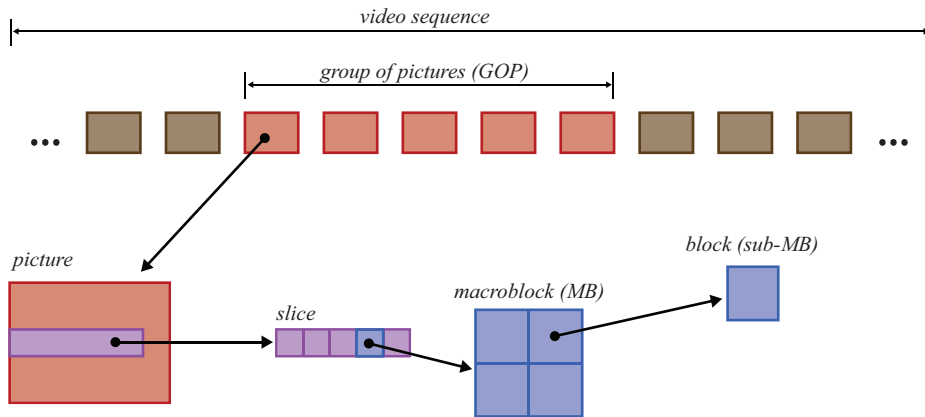 video sequence
group of pictures (GOP)
... ...
block (sub-MB)
picture
macroblock (MB)
slice